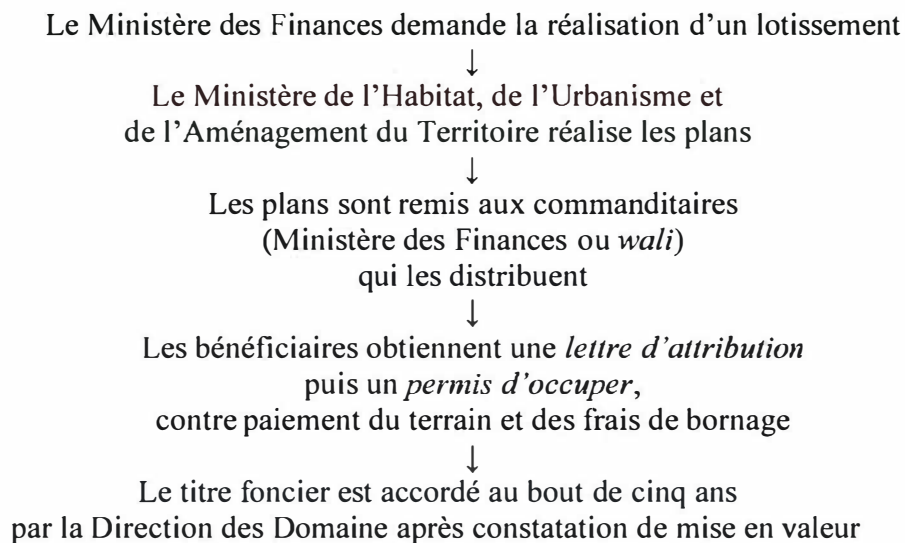 Le Ministère des Finances demande la réalisation d’un lotissement
↓
Le Ministère de l’Habitat, de l’Urbanisme et
de l’Aménagement du Territoire réalise les plans
↓
Les plans sont remis aux commanditaires
(Ministère des Finances ou wali)
qui les distribuent
↓
Les bénéficiaires obtiennent une lettre d’attribution
puis un permis d’occuper,
contre paiement du terrain et des frais de bornage
↓
Le titre foncier est accordé au bout de cinq ans
par la Direction des Domaine après constatation de mise en valeur